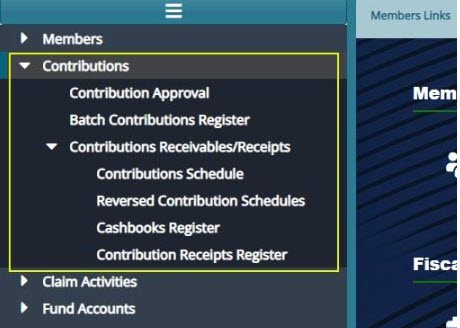 Members Links
Members
Contributions
Contribution Approval
Batch Contributions Register
Contributions Receivables/Receipts
Contributions Schedule
Reversed Contribution Schedules
Cashbooks Register
Contribution Receipts Register
Claim Activities
Fund Accounts
Mem
Fisca